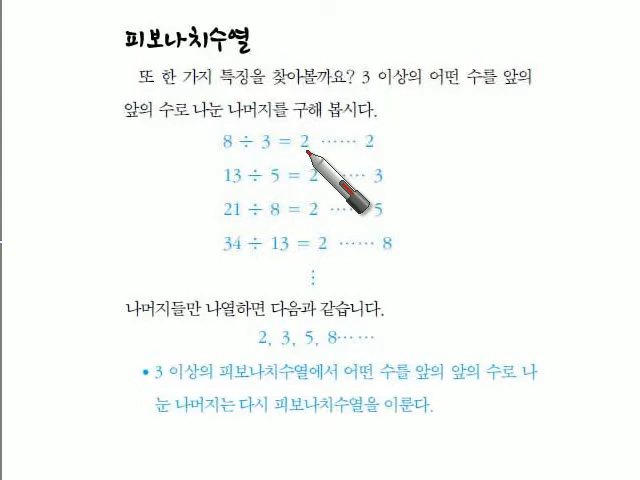 피보나치수열
또 한 가지 특징을 찾아볼까요? 3 이상의 어떤 수를 앞의
앞의 수로 나눈 나머지를 구해 봅시다.
8 ÷ 3 = 2 …… 2
13 ÷ 5 = 2 …… 3
21 ÷ 8 = 2 …… 5
34 ÷ 13 = 2 …… 8
⋮
나머지들만 나열하면 다음과 같습니다.
2, 3, 5, 8……
• 3 이상의 피보나치수열에서 어떤 수를 앞의 앞의 수로 나
눈 나머지는 다시 피보나치수열을 이룬다.